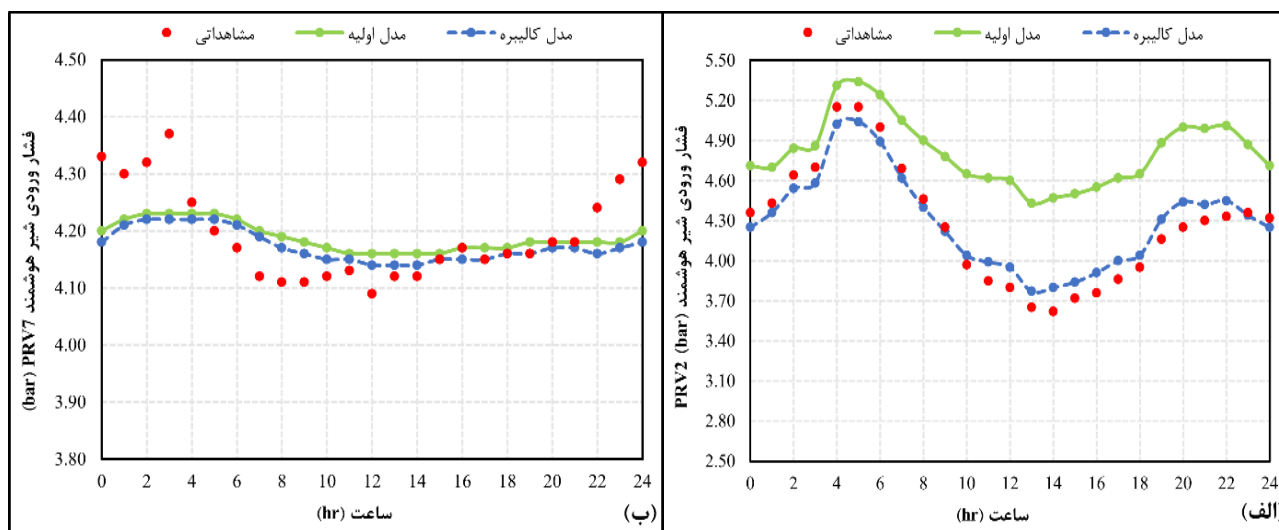 مشاهداتی مدل اولیه مدل کالیبره
فشار ورودی شیر هوشمند PRV2 (bar)
5.50
5.20
4.90
4.60
4.30
4.00
3.70
3.40
3.10
2.80
2.50
0 2 4 6 8 10 12 14 16 18 20 22 24
ساعت (hr)
الف)
مشاهداتی مدل اولیه مدل کالیبره
فشار ورودی شیر هوشمند PRV7 (bar)
4.50
4.40
4.30
4.20
4.10
4.00
3.90
3.80
0 2 4 6 8 10 12 14 16 18 20 22 24
ساعت (hr)
(ب)